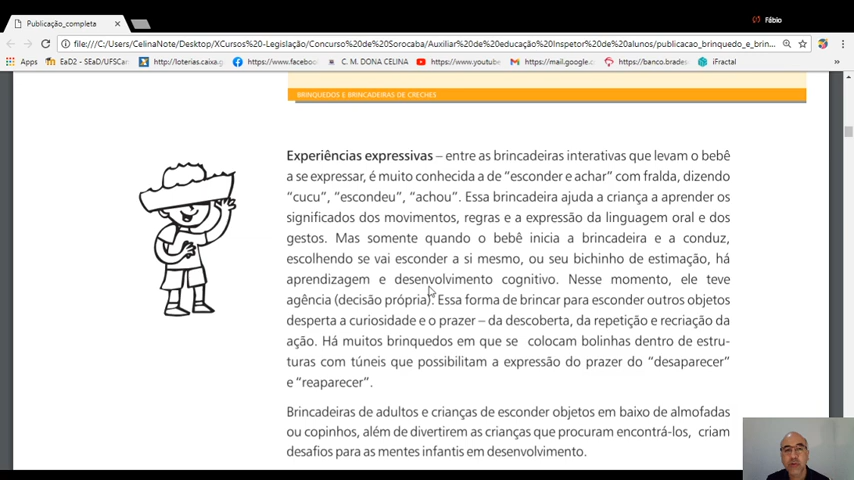 Publicação_completa
Fábio
file:///C:/Users/CelinaNote/Desktop/XCursos%20-Legislação/Concurso%20de%20Sorocaba/Auxiliar%20de%20educação%20Inspetor%20de%20alunos/publicacao_brinquedo_e_brin...
Apps EaD2 - SEaD/UFSCar http://loterias.caixa.g https://www.facebo C. M. DONA CELINA https://www.youtube https://mail.google.c https://banco.brades iFractal »
BRINQUEDOS E BRINCADEIRAS DE CRECHES
Experiências expressivas – entre as brincadeiras interativas que levam o bebê
a se expressar, é muito conhecida a de “esconder e achar” com fralda, dizendo
“cucu”, “escondeu”, “achou”. Essa brincadeira ajuda a criança a aprender os
significados dos movimentos, regras e a expressão da linguagem oral e dos
gestos. Mas somente quando o bebê inicia a brincadeira e a conduz,
escolhendo se vai esconder a si mesmo, ou seu bichinho de estimação, há
aprendizagem e desenvolvimento cognitivo. Nesse momento, ele teve
agência (decisão própria). Essa forma de brincar para esconder outros objetos
desperta a curiosidade e o prazer – da descoberta, da repetição e recriação da
ação. Há muitos brinquedos em que se colocam bolinhas dentro de estru-
turas com túneis que possibilitam a expressão do prazer do “desaparecer”
e “reaparecer”.
Brincadeiras de adultos e crianças de esconder objetos em baixo de almofadas
ou copinhos, além de divertirem as crianças que procuram encontrá-los, criam
desafios para as mentes infantis em desenvolvimento.